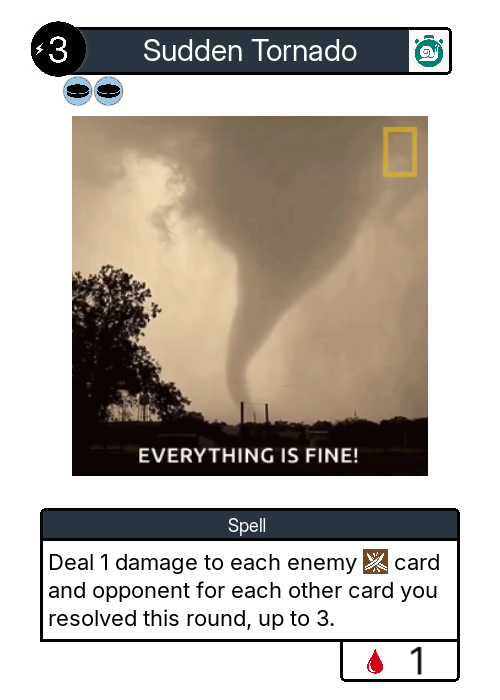 3 Sudden Tornado
EVERYTHING IS FINE!
Spell
Deal 1 damage to each enemy card
and opponent for each other card you
resolved this round, up to 3.
1